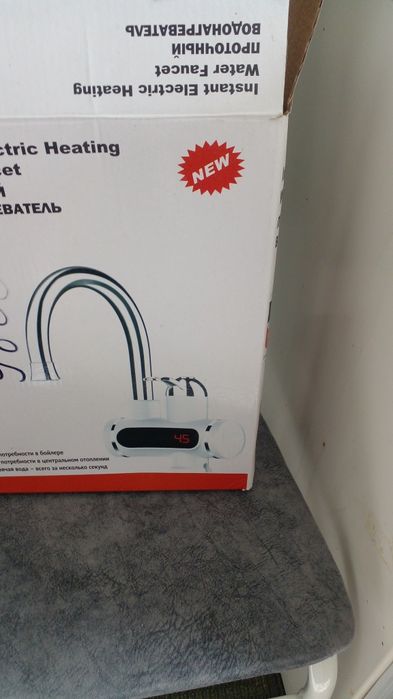 Instant Electric Heating
Water Faucet
ПРОТОЧНЫЙ
ВОДОНАГРЕВАТЕЛЬ
ctric Heating
cet
Й
ЕВАТЕЛЬ
NEW
45
потребности в бойлере
потребности в центральном отоплении
ячая вода – всего за несколько секунд